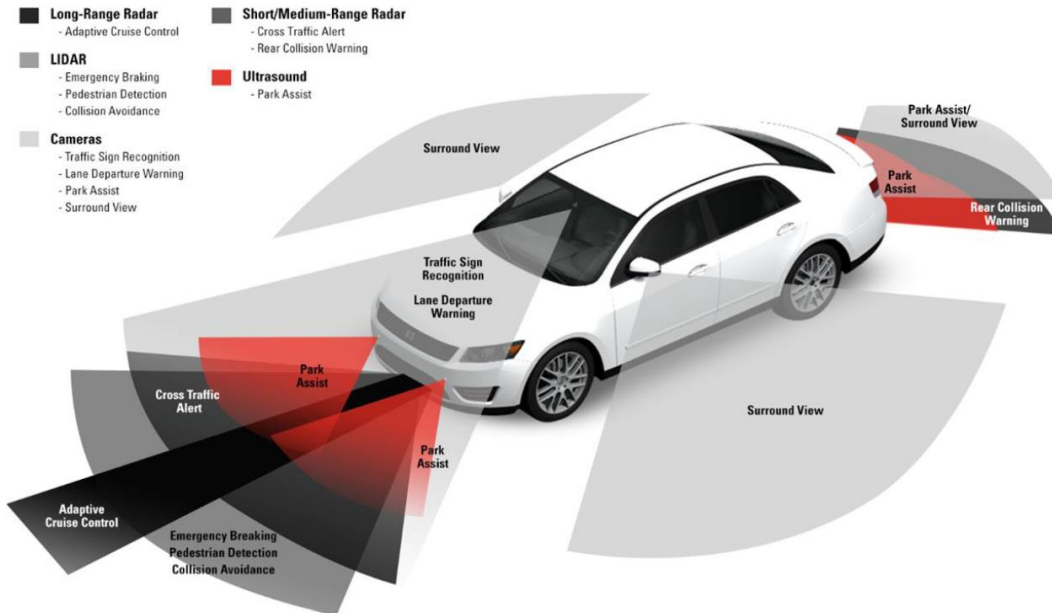 Long-Range Radar
- Adaptive Cruise Control
LIDAR
- Emergency Braking
- Pedestrian Detection
- Collision Avoidance
Cameras
- Traffic Sign Recognition
- Lane Departure Warning
- Park Assist
- Surround View
Short/Medium-Range Radar
- Cross Traffic Alert
- Rear Collision Warning
Ultrasound
- Park Assist
Surround View
Park Assist/
Surround View
Park
Assist
Rear Collision
Warning
Traffic Sign
Recognition
Lane Departure
Warning
Park
Assist
Cross Traffic
Alert
Surround View
Park
Assist
Adaptive
Cruise Control
Emergency Breaking
Pedestrian Detection
Collision Avoidance